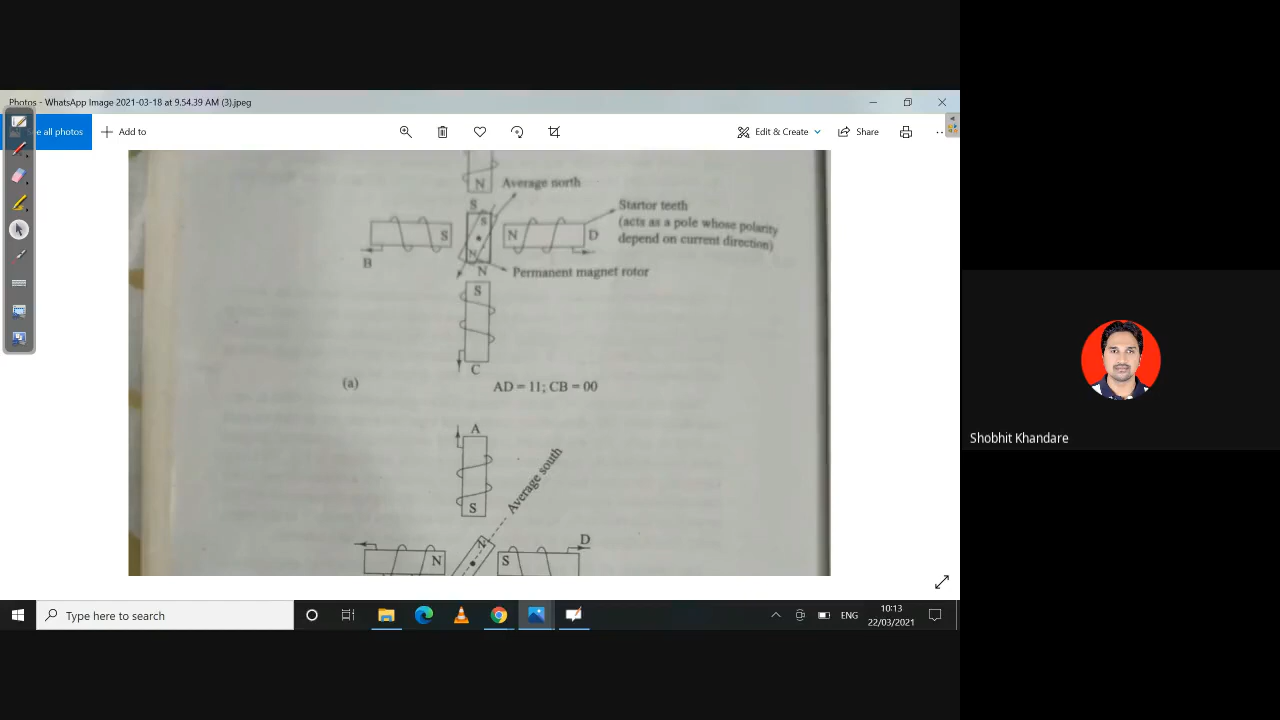 Photos - WhatsApp Image 2021-03-18 at 9.54.39 AM (3).jpeg
ee all photos
Add to
Edit & Create
Share
N
Average north
S
S
Startor teeth
(acts as a pole whose polarity
depend on current direction)
S
N
D
B
N
N
Permanent magnet rotor
S
C
(a)
AD = 11; CB = 00
A
Average south
S
D
N
N
S
Shobhit Khandare
Type here to search
ENG
10:13
22/03/2021